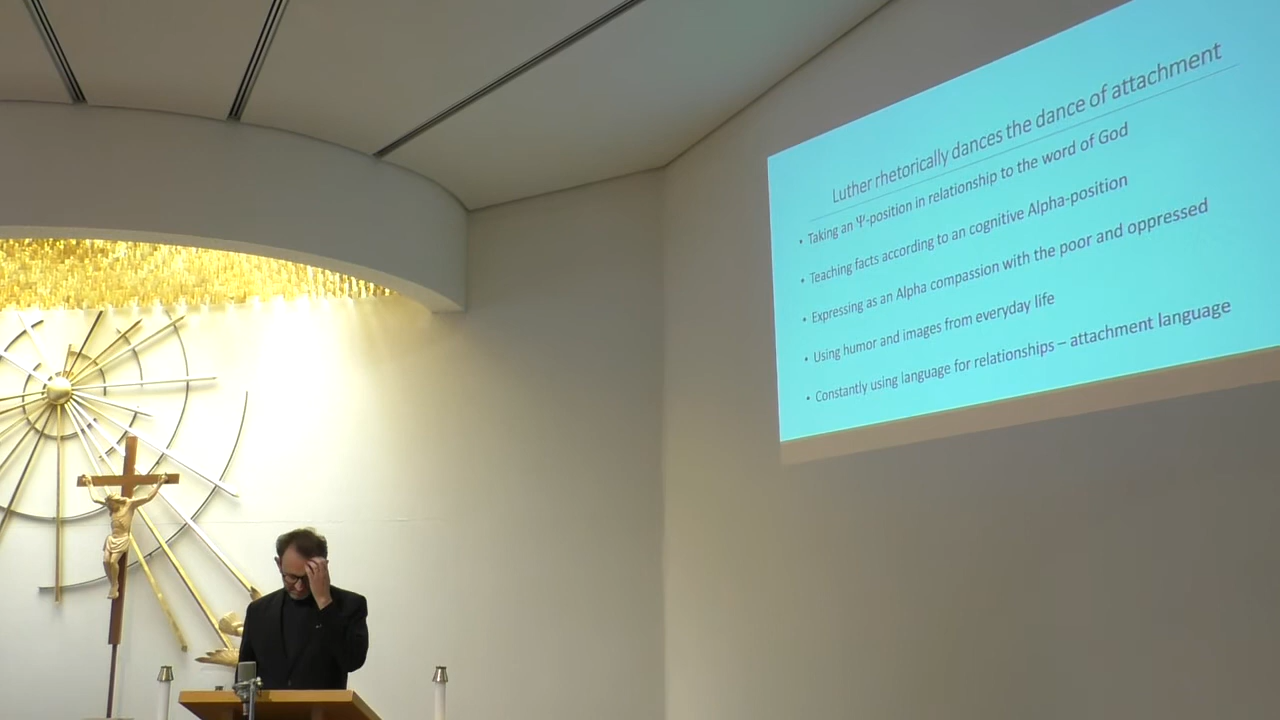 Luther rhetorically dances the dance of attachment
• Taking an Ψ-position in relationship to the word of God
• Teaching facts according to an cognitive Alpha-position
• Expressing as an Alpha compassion with the poor and oppressed
• Using humor and images from everyday life
• Constantly using language for relationships – attachment language